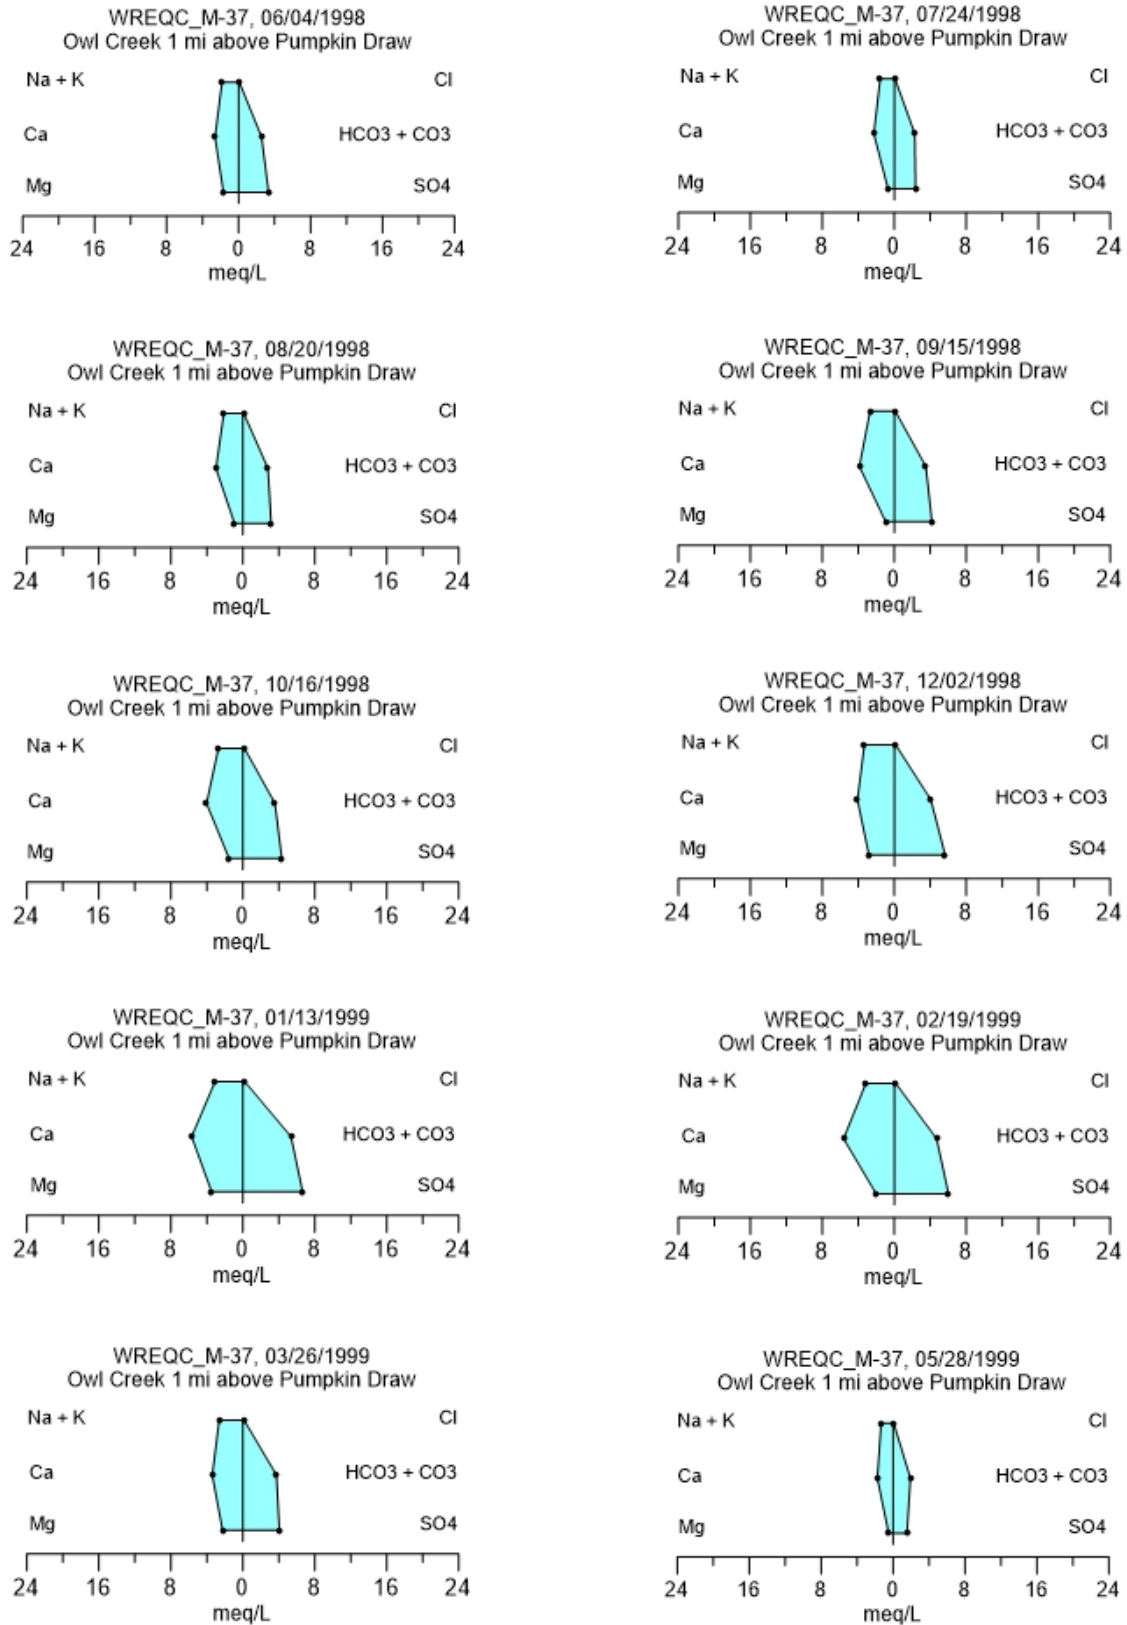 WREQC_M-37, 06/04/1998
Owl Creek 1 mi above Pumpkin Draw
Na + K Cl
Ca HCO3 + CO3
Mg SO4
24 16 8 0 8 16 24
meq/L
WREQC_M-37, 07/24/1998
Owl Creek 1 mi above Pumpkin Draw
Na + K Cl
Ca HCO3 + CO3
Mg SO4
24 16 8 0 8 16 24
meq/L
WREQC_M-37, 08/20/1998
Owl Creek 1 mi above Pumpkin Draw
Na + K Cl
Ca HCO3 + CO3
Mg SO4
24 16 8 0 8 16 24
meq/L
WREQC_M-37, 09/15/1998
Owl Creek 1 mi above Pumpkin Draw
Na + K Cl
Ca HCO3 + CO3
Mg SO4
24 16 8 0 8 16 24
meq/L
WREQC_M-37, 10/16/1998
Owl Creek 1 mi above Pumpkin Draw
Na + K Cl
Ca HCO3 + CO3
Mg SO4
24 16 8 0 8 16 24
meq/L
WREQC_M-37, 12/02/1998
Owl Creek 1 mi above Pumpkin Draw
Na + K Cl
Ca HCO3 + CO3
Mg SO4
24 16 8 0 8 16 24
meq/L
WREQC_M-37, 01/13/1999
Owl Creek 1 mi above Pumpkin Draw
Na + K Cl
Ca HCO3 + CO3
Mg SO4
24 16 8 0 8 16 24
meq/L
WREQC_M-37, 02/19/1999
Owl Creek 1 mi above Pumpkin Draw
Na + K Cl
Ca HCO3 + CO3
Mg SO4
24 16 8 0 8 16 24
meq/L
WREQC_M-37, 03/26/1999
Owl Creek 1 mi above Pumpkin Draw
Na + K Cl
Ca HCO3 + CO3
Mg SO4
24 16 8 0 8 16 24
meq/L
WREQC_M-37, 05/28/1999
Owl Creek 1 mi above Pumpkin Draw
Na + K Cl
Ca HCO3 + CO3
Mg SO4
24 16 8 0 8 16 24
meq/L